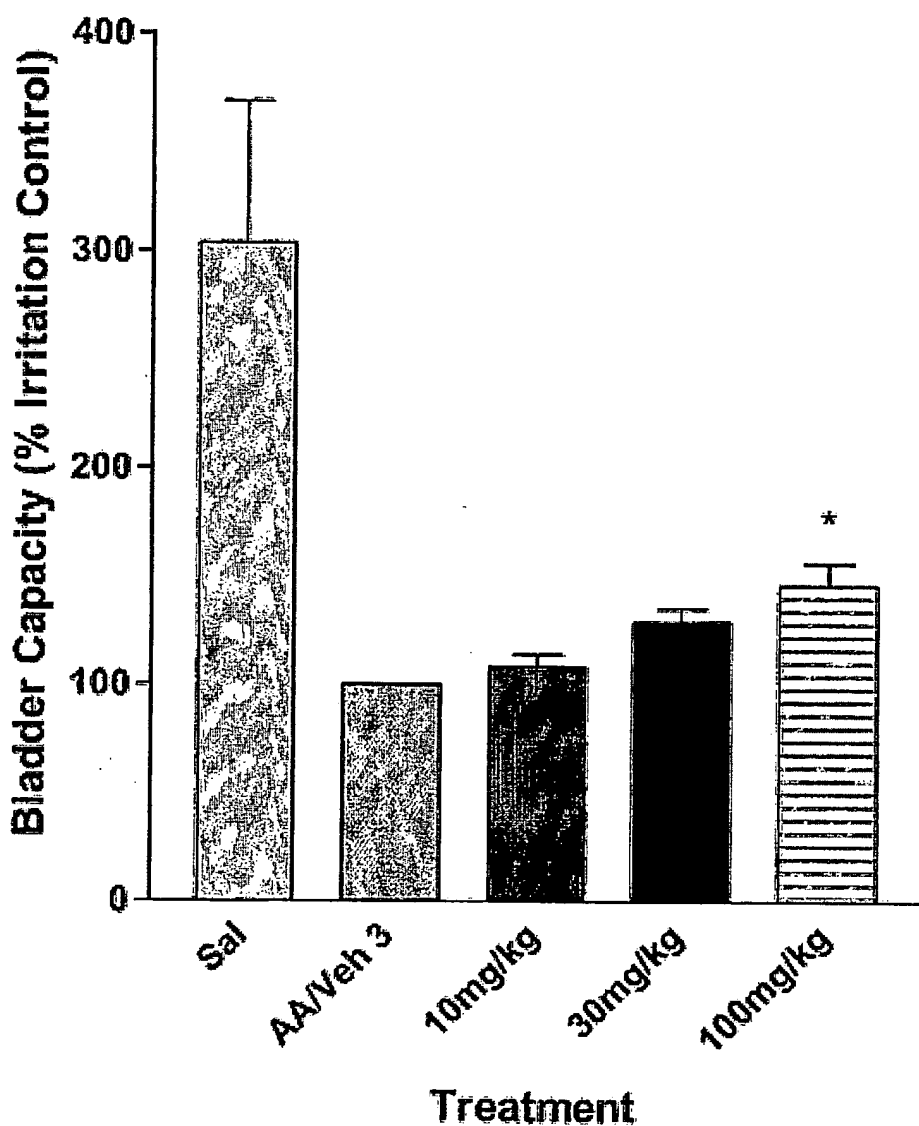 Bladder Capacity (% Irritation Control)
400
300
200
100
0
*
Sal
AA/Veh 3
10mg/kg
30mg/kg
100mg/kg
Treatment